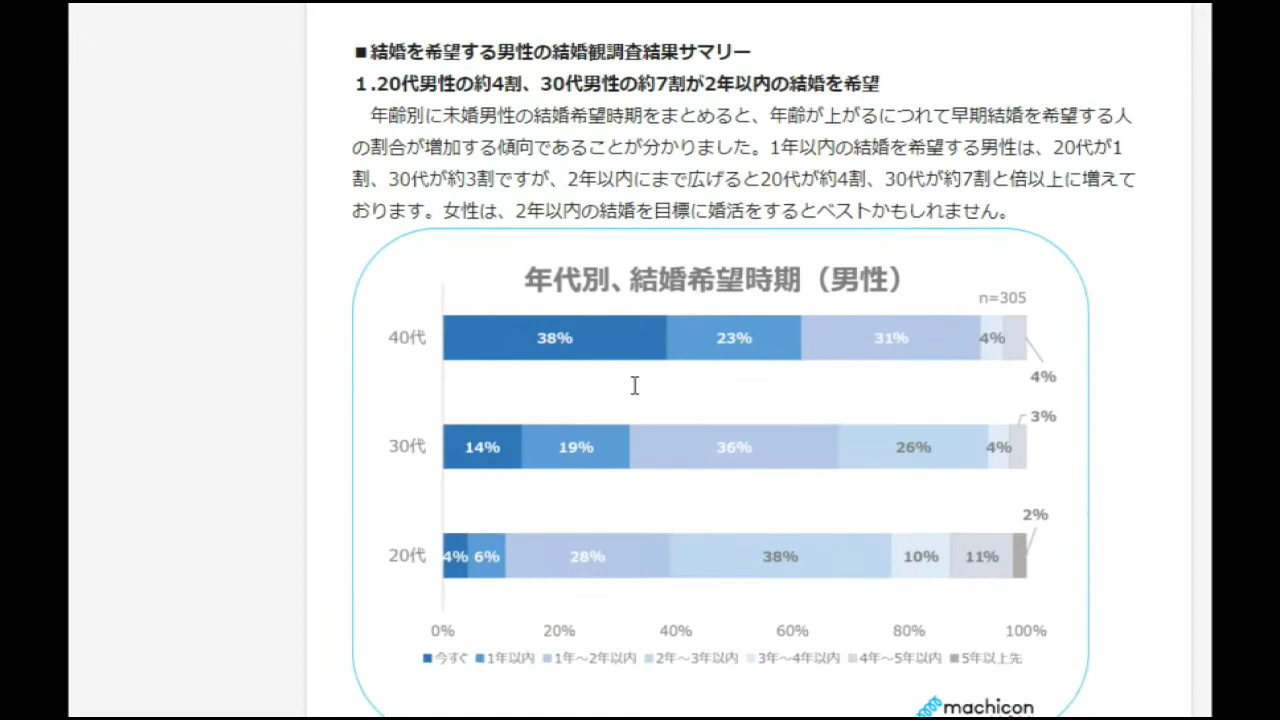 ■結婚を希望する男性の結婚観調査結果サマリー
１.20代男性の約4割、30代男性の約7割が2年以内の結婚を希望
年齢別に未婚男性の結婚希望時期をまとめると、年齢が上がるにつれて早期結婚を希望する人
の割合が増加する傾向であることが分かりました。1年以内の結婚を希望する男性は、20代が1
割、30代が約3割ですが、2年以内にまで広げると20代が約4割、30代が約7割と倍以上に増えて
おります。女性は、2年以内の結婚を目標に婚活をするとベストかもしれません。
年代別、結婚希望時期（男性）
n=305
40代 38% 23% 31% 4%
4%
3%
30代 14% 19% 36% 26% 4%
2%
20代 4% 6% 28% 38% 10% 11%
0% 20% 40% 60% 80% 100%
■今すぐ ■1年以内 ■1年～2年以内 ■2年～3年以内 ■3年～4年以内 ■4年～5年以内 ■5年以上先
machicon